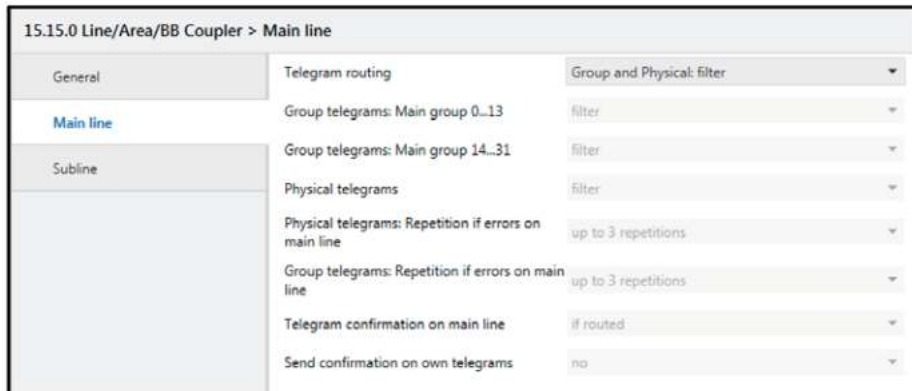 15.15.0 Line/Area/BB Coupler > Main line
General
Main line
Subline
Telegram routing
Group and Physical: filter
Group telegrams: Main group 0...13
filter
Group telegrams: Main group 14...31
filter
Physical telegrams
filter
Physical telegrams: Repetition if errors on
main line
up to 3 repetitions
Group telegrams: Repetition if errors on main
line
up to 3 repetitions
Telegram confirmation on main line
if routed
Send confirmation on own telegrams
no